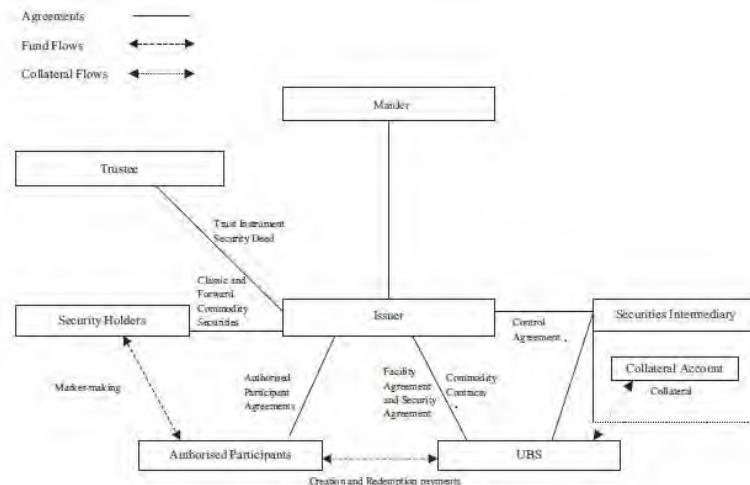 Agreements
Fund Flows
Collateral Flows
Trustee
Trust Instrument
Security Deed
Classic and
Forward
Commodity
Securities
Security Holders
Issuer
Securities Intermediary
Control
Agreement
Collateral Account
Collateral
Market-making
Authorised
Participant
Agreements
Facility
Agreement
and Security
Agreement
Commodity
Contracts
Authorised Participants
UBS
Creation and Redemption payments